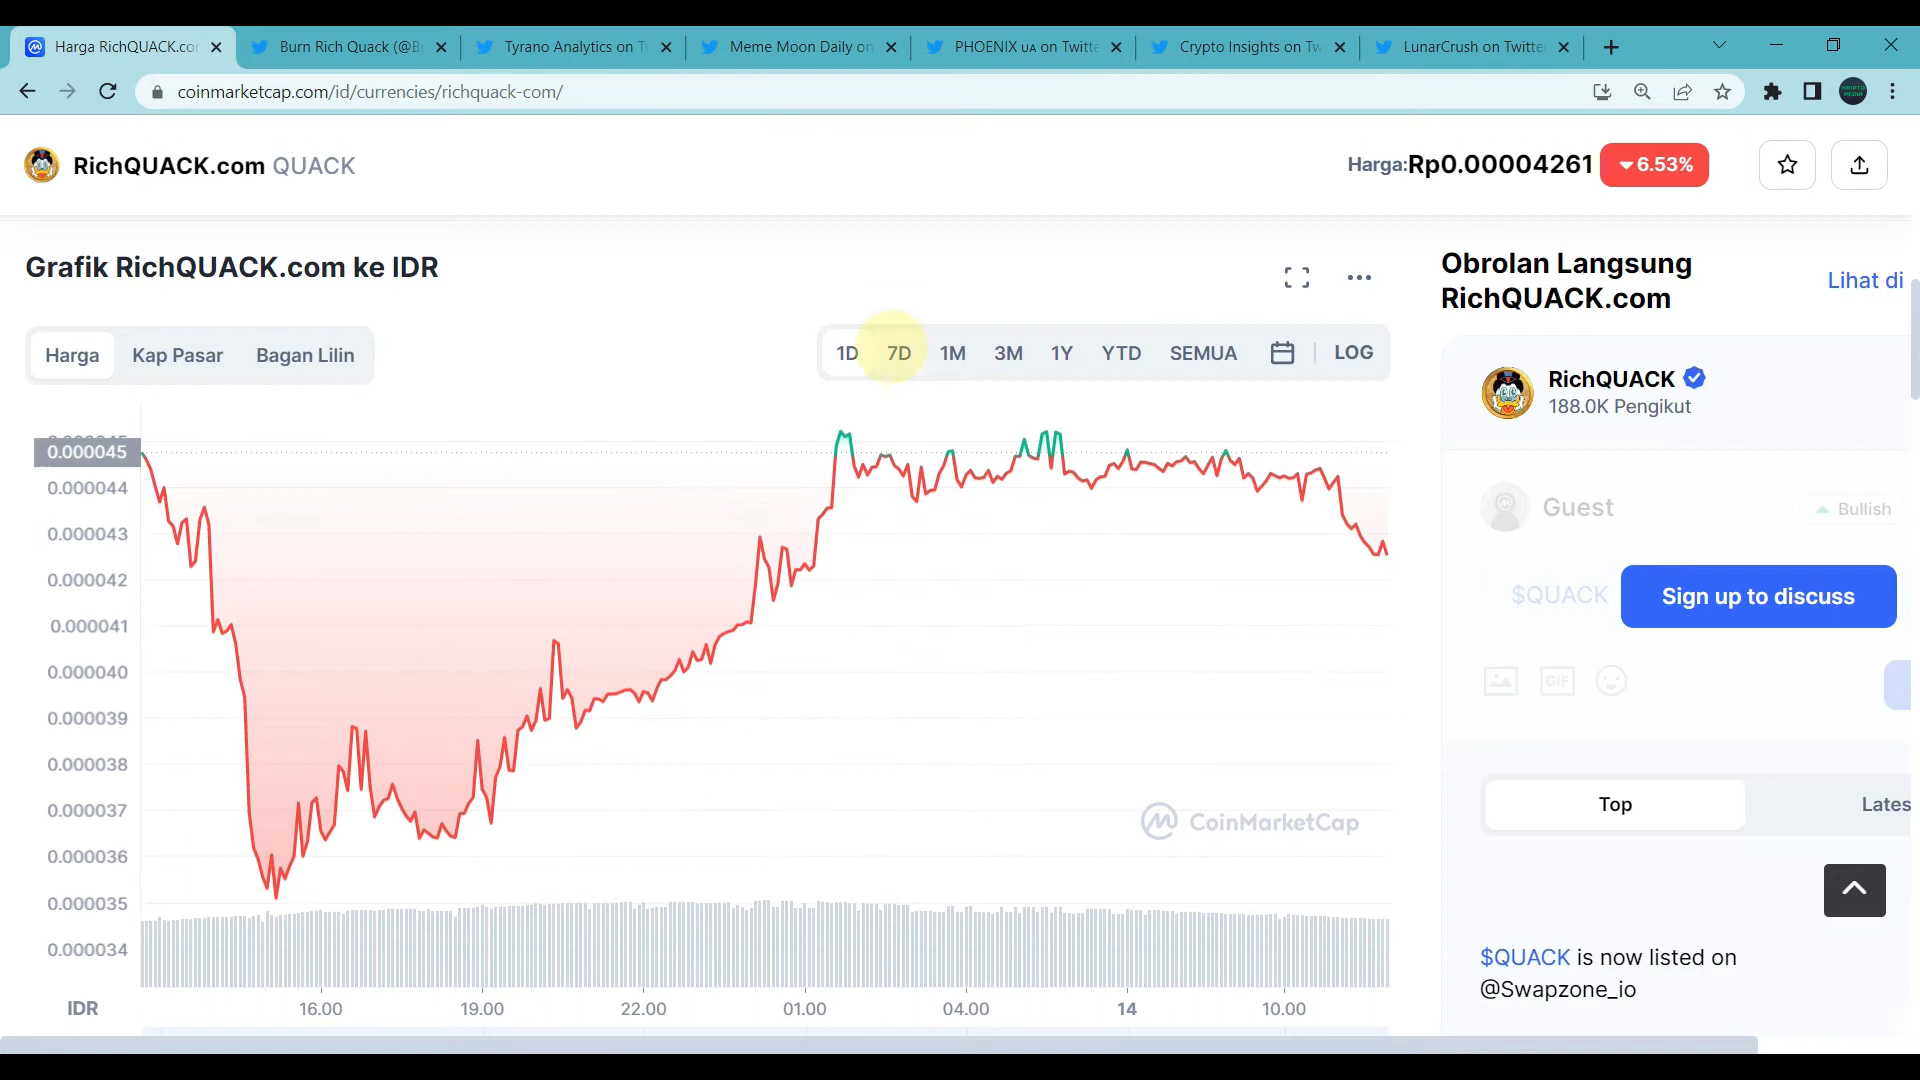 Harga RichQUACK.co
Burn Rich Quack (@B
Tyrano Analytics on T
Meme Moon Daily on
PHOENIX ᴜᴀ on Twitt
Crypto Insights on Tw
LunarCrush on Twitte
coinmarketcap.com/id/currencies/richquack-com/
RichQUACK.com QUACK
Harga:Rp0.00004261
6.53%
Grafik RichQUACK.com ke IDR
Harga
Kap Pasar
Bagan Lilin
1D
7D
1M
3M
1Y
YTD
SEMUA
LOG
0.000045
0.000044
0.000043
0.000042
0.000041
0.000040
0.000039
0.000038
0.000037
0.000036
0.000035
0.000034
CoinMarketCap
IDR
16.00
19.00
22.00
01.00
04.00
14
10.00
Obrolan Langsung
RichQUACK.com
Lihat di
RichQUACK
188.0K Pengikut
Guest
Bullish
$QUACK
Sign up to discuss
GIF
Top
Lates
$QUACK is now listed on
@Swapzone_io